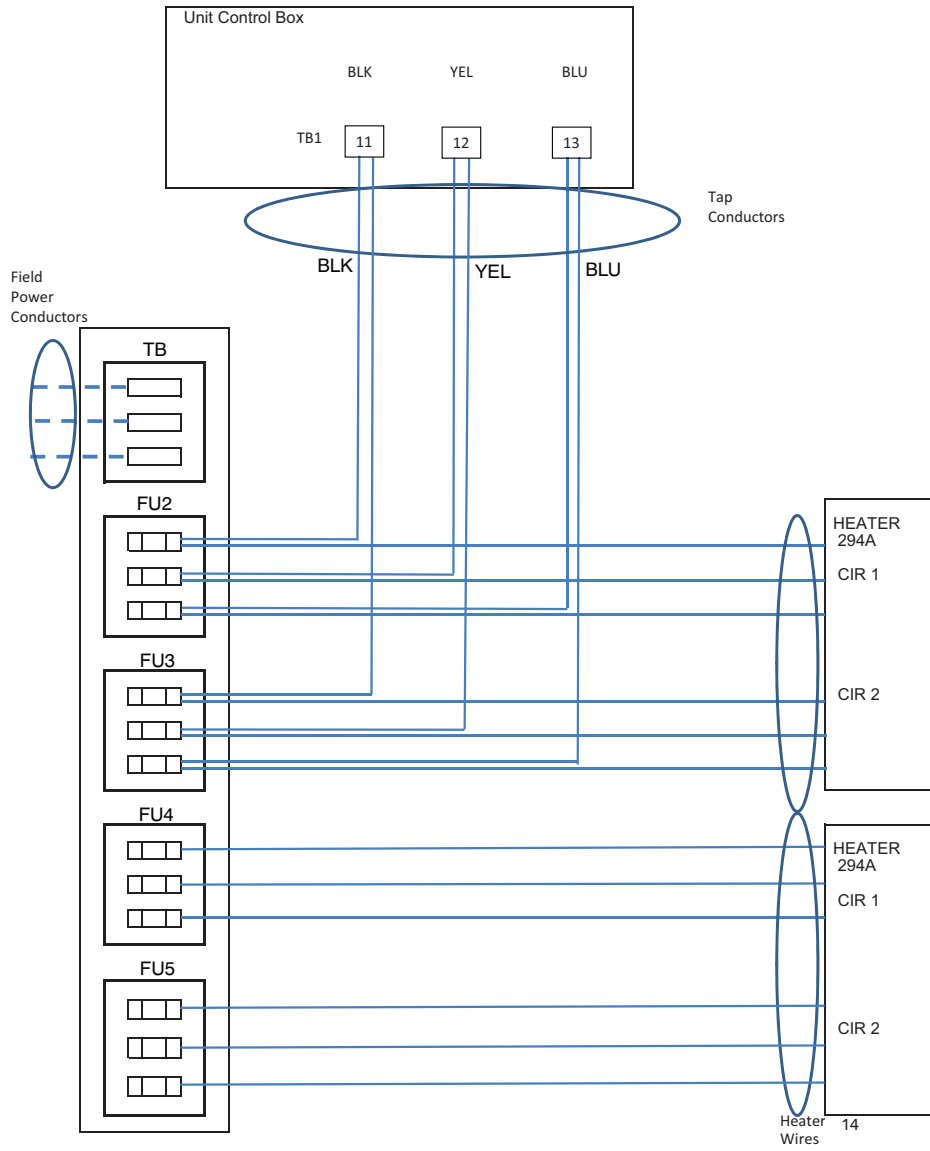 Unit Control Box
BLK YEL BLU
TB1 11 12 13
Tap
Conductors
BLK YEL BLU
Field
Power
Conductors
TB
FU2
HEATER
294A
CIR 1
FU3
CIR 2
FU4
HEATER
294A
CIR 1
FU5
CIR 2
Heater
Wires
14